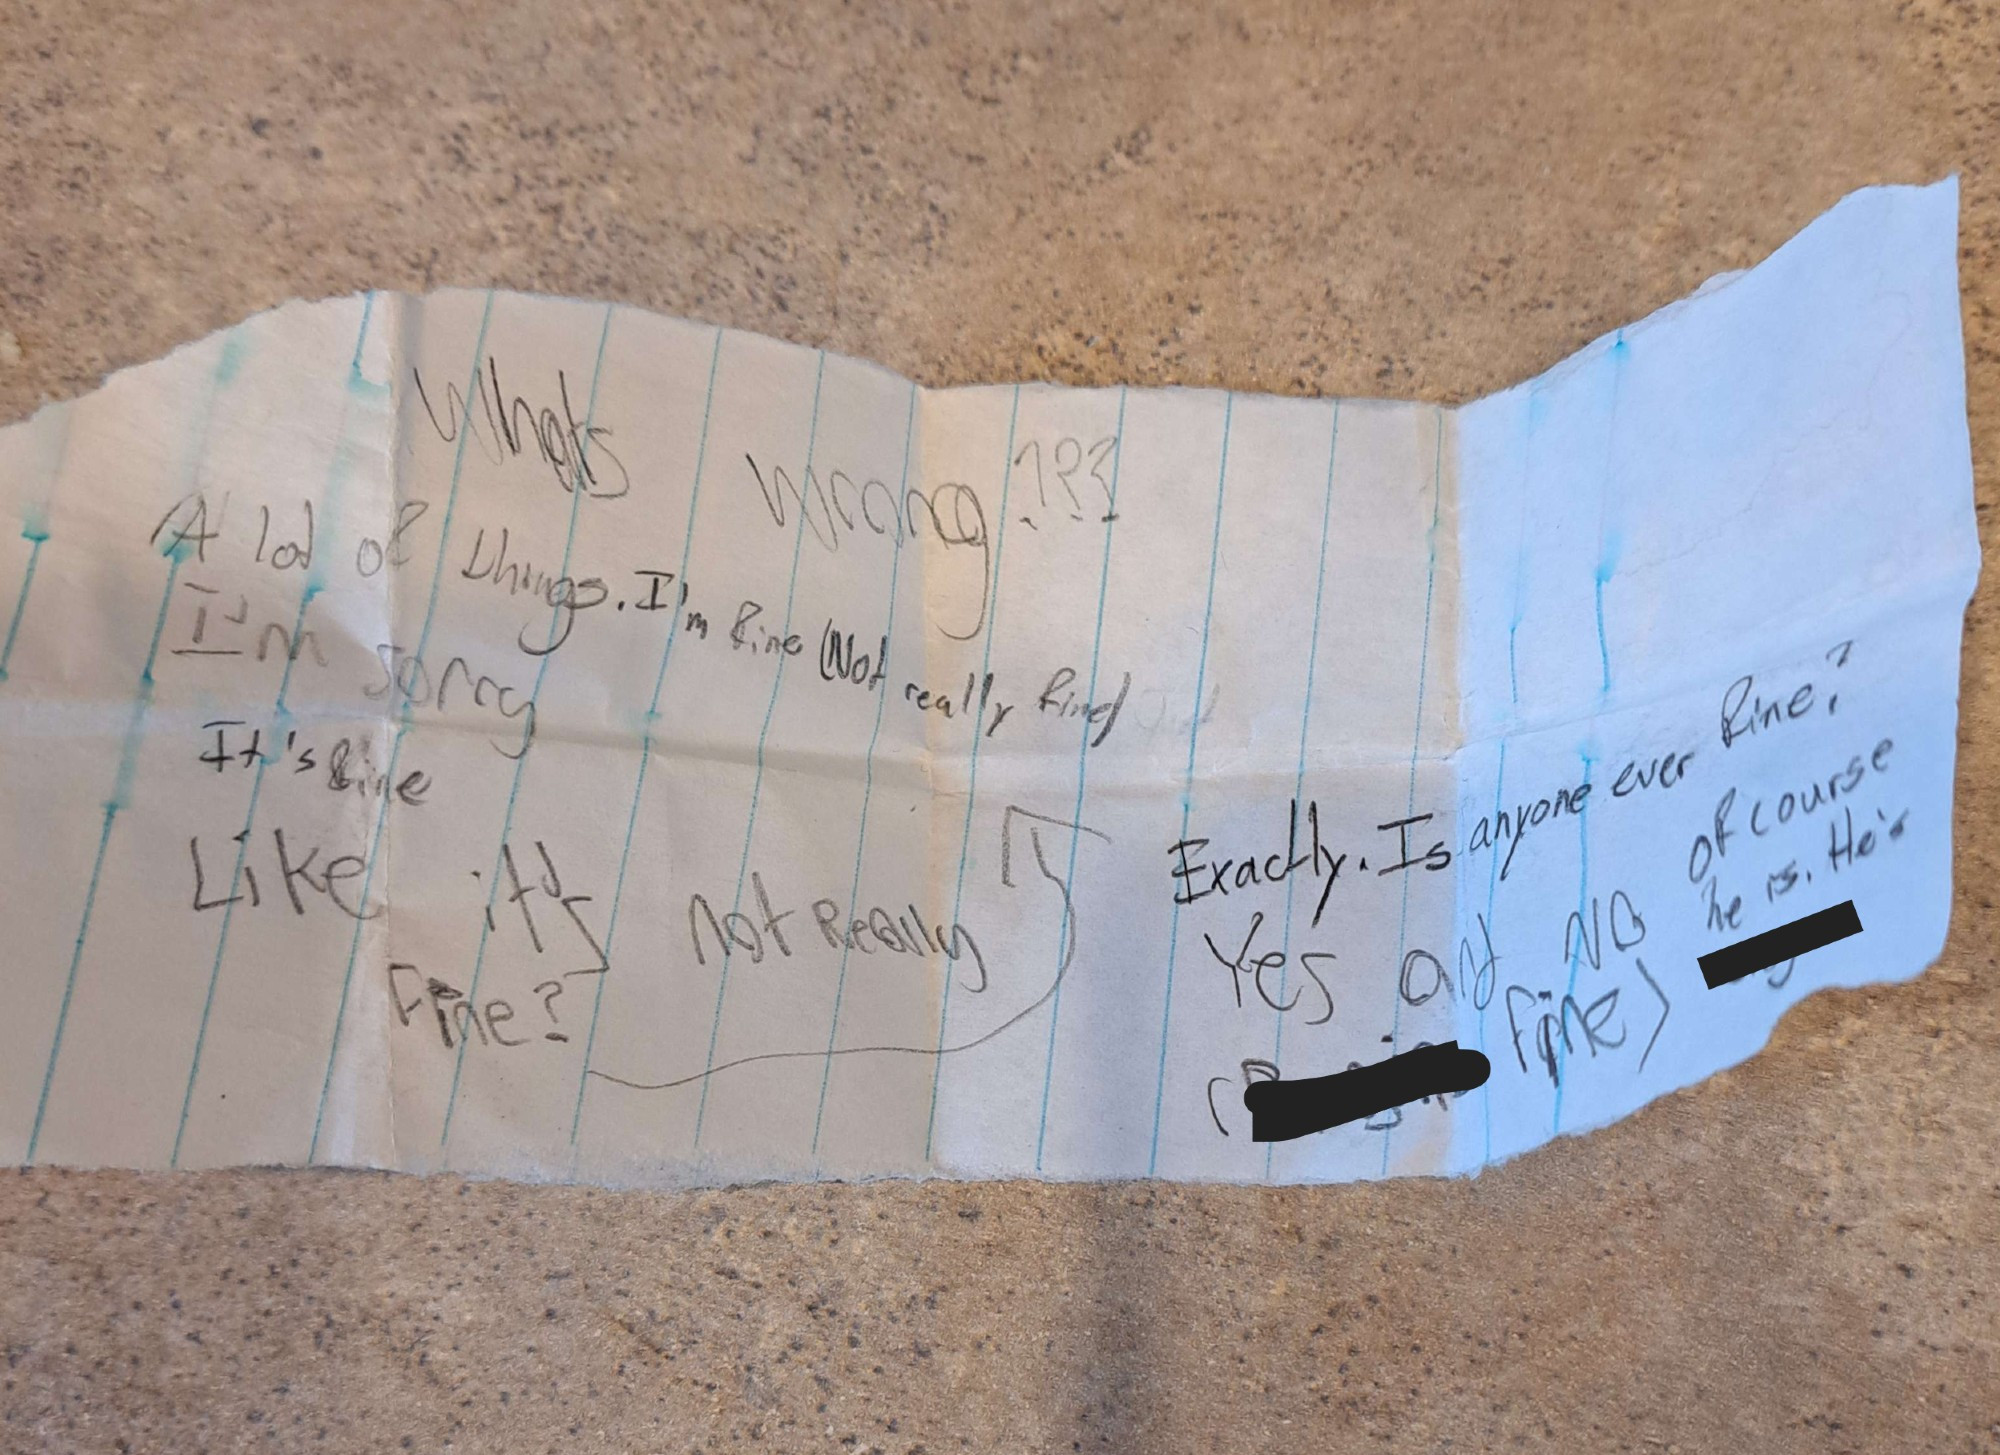 Whats wrong???
A lot of things. I'm fine (Not really fine)
I'm sorry
It's fine
Like it's not Really
Fine?
Exactly. Is anyone ever fine?
Yes and NO
( fine)
of course
he is. He's